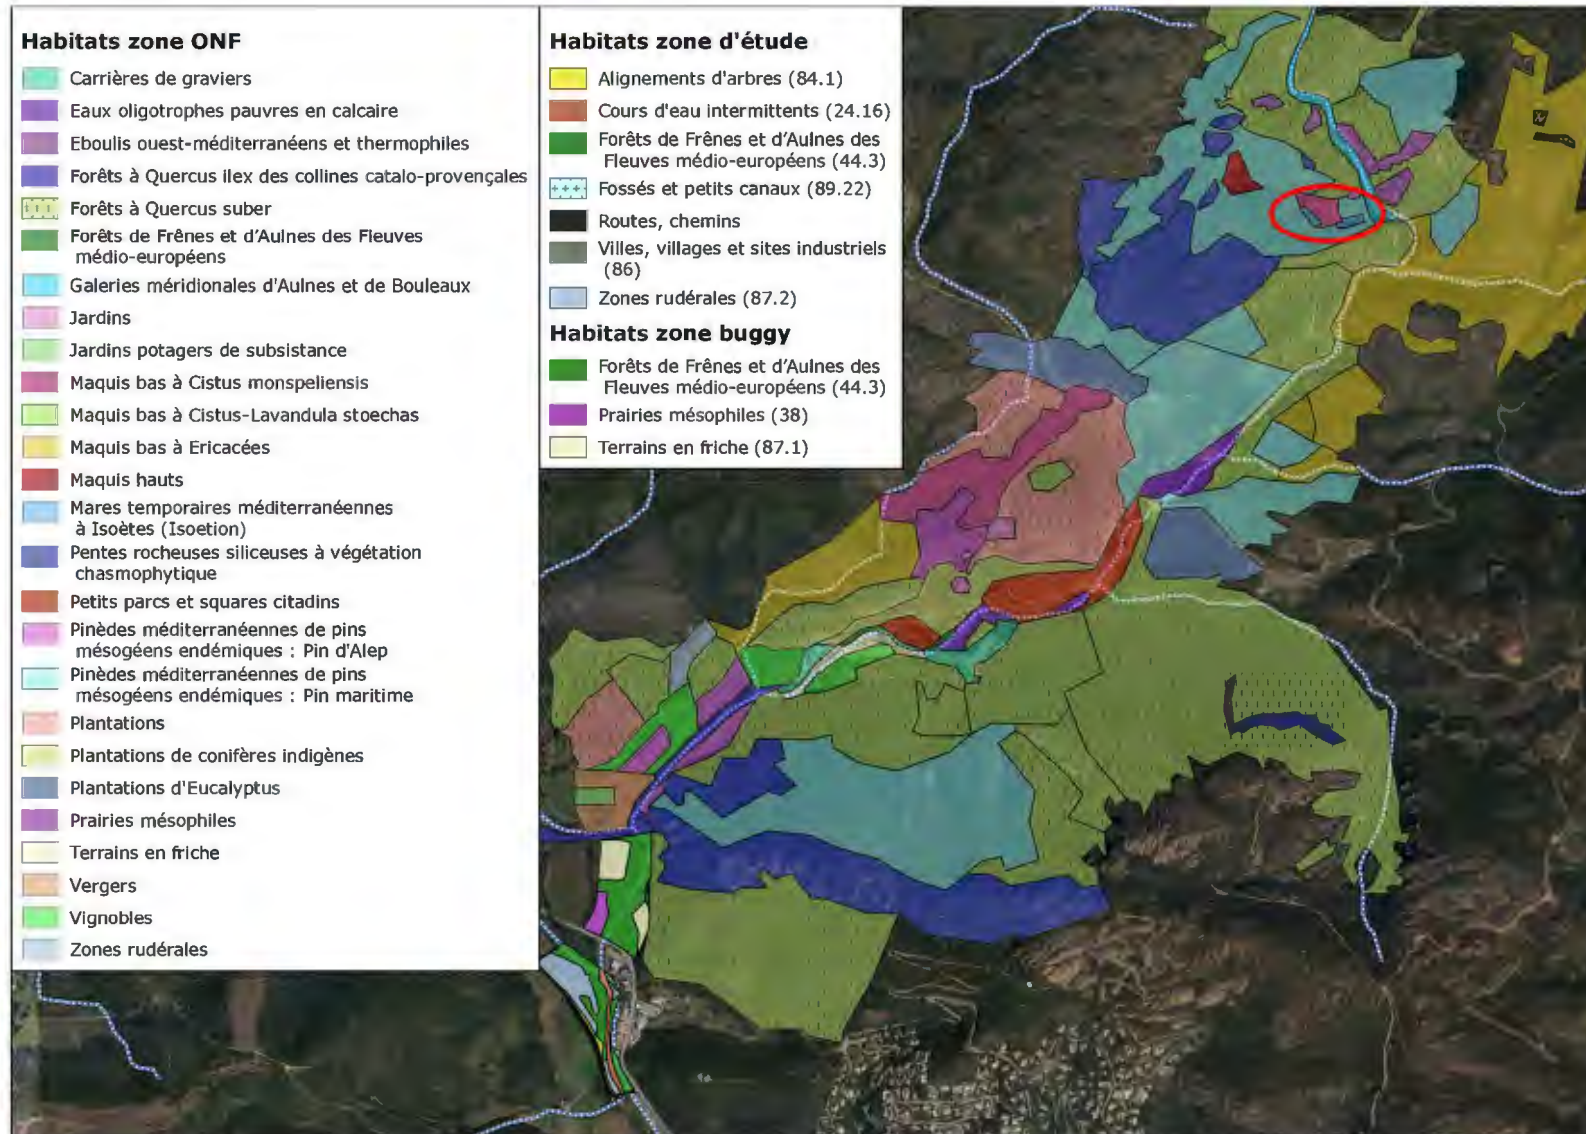 Habitats zone ONF
Carrières de graviers
Eaux oligotrophes pauvres en calcaire
Eboulis ouest-méditerranéens et thermophiles
Forêts à Quercus ilex des collines catalo-provençales
Forêts à Quercus suber
Forêts de Frênes et d'Aulnes des Fleuves
médio-européens
Galeries méridionales d'Aulnes et de Bouleaux
Jardins
Jardins potagers de subsistance
Maquis bas à Cistus monspeliensis
Maquis bas à Cistus-Lavandula stoechas
Maquis bas à Ericacées
Maquis hauts
Mares temporaires méditerranéennes
à Isoètes (Isoetion)
Pentes rocheuses siliceuses à végétation
chasmophytique
Petits parcs et squares citadins
Pinèdes méditerranéennes de pins
mésogéens endémiques : Pin d'Alep
Pinèdes méditerranéennes de pins
mésogéens endémiques : Pin maritime
Plantations
Plantations de conifères indigènes
Plantations d'Eucalyptus
Prairies mésophiles
Terrains en friche
Vergers
Vignobles
Zones rudérales
Habitats zone d'étude
Alignements d'arbres (84.1)
Cours d'eau intermittents (24.16)
Forêts de Frênes et d'Aulnes des
Fleuves médio-européens (44.3)
Fossés et petits canaux (89.22)
Routes, chemins
Villes, villages et sites industriels
(86)
Zones rudérales (87.2)
Habitats zone buggy
Forêts de Frênes et d'Aulnes des
Fleuves médio-européens (44.3)
Prairies mésophiles (38)
Terrains en friche (87.1)